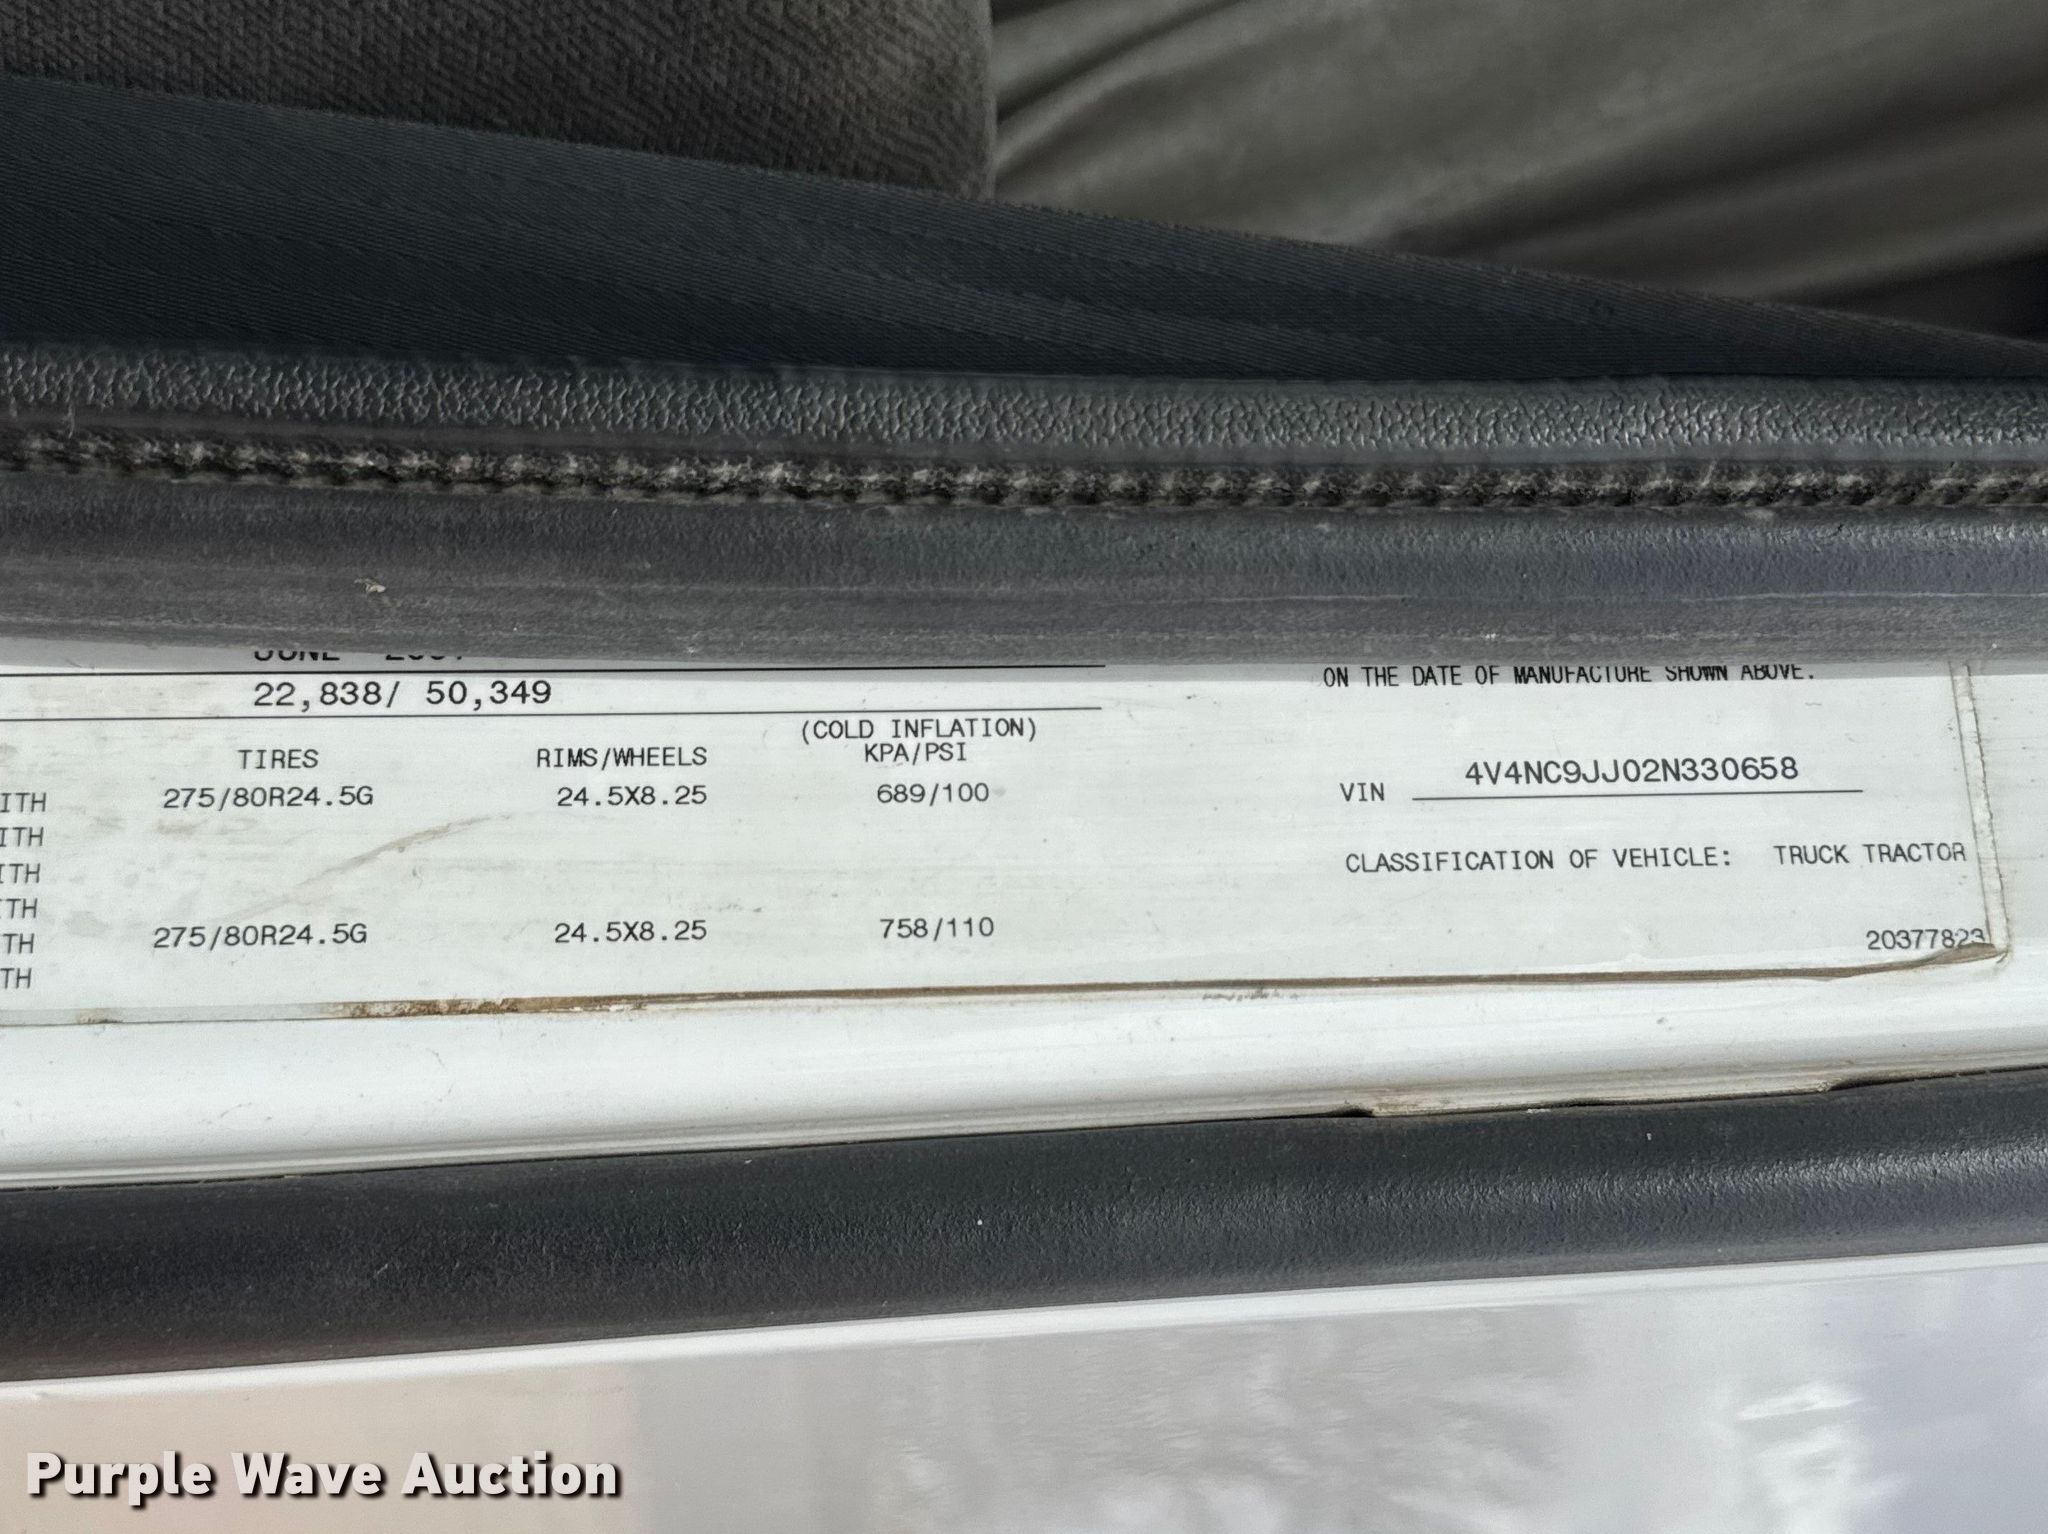 JUNE
22,838/ 50,349
TIRES RIMS/WHEELS (COLD INFLATION) KPA/PSI
ITH 275/80R24.5G 24.5X8.25 689/100
ITH
ITH
ITH
TH 275/80R24.5G 24.5X8.25 758/110
TH
ON THE DATE OF MANUFACTURE SHOWN ABOVE.
VIN 4V4NC9JJ02N330658
CLASSIFICATION OF VEHICLE: TRUCK TRACTOR
20377823
Purple Wave Auction